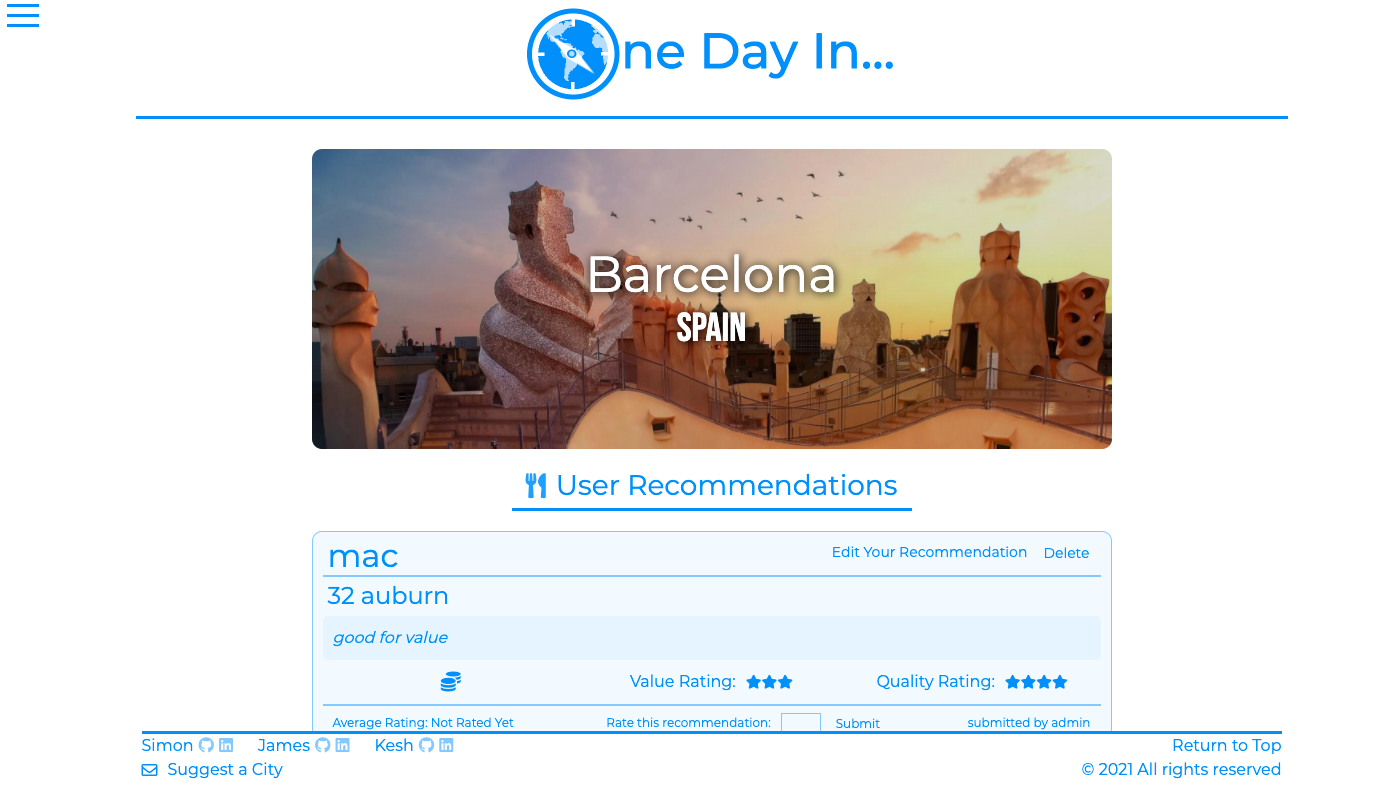 ne Day In...
Barcelona
SPAIN
User Recommendations
mac
Edit Your Recommendation Delete
32 auburn
good for value
Value Rating: Quality Rating:
Average Rating: Not Rated Yet Rate this recommendation: Submit submitted by admin
Simon James Kesh Return to Top
Suggest a City © 2021 All rights reserved